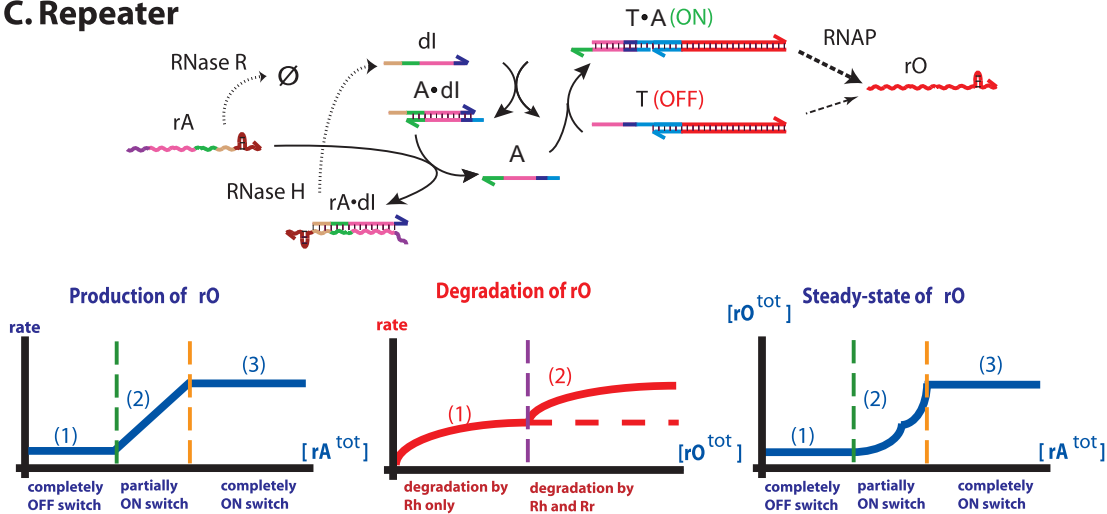 C. Repeater
T•A (ON)
dI
RNAP
RNase R
Ø
rO
A•dI
T (OFF)
rA
A
RNase H
rA•dI
Production of rO
Degradation of rO
Steady-state of rO
[rO tot ]
rate
rate
(3)
(3)
(2)
(2)
(2)
(1)
(1)
(1)
[ rA tot ]
[rO tot ]
[ rA tot ]
completely
OFF switch
partially
ON switch
completely
ON switch
degradation by
Rh only
degradation by
Rh and Rr
completely
OFF switch
partially
ON switch
completely
ON switch